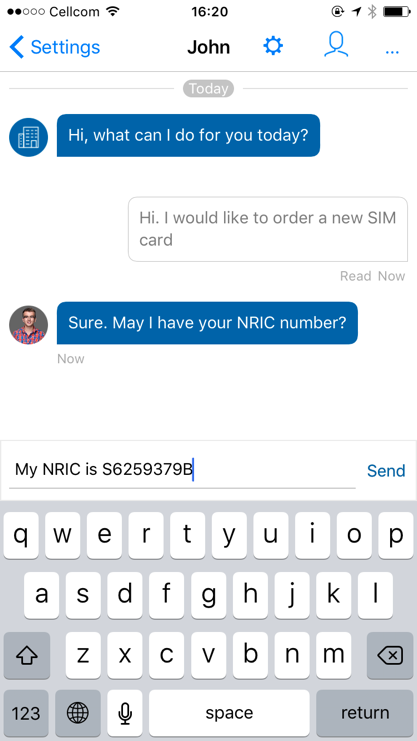 Cellcom 16:20
Settings John ...
Today
Hi, what can I do for you today?
Hi. I would like to order a new SIM
card
Read Now
Sure. May I have your NRIC number?
Now
My NRIC is S6259379B Send
q w e r t y u i o p
a s d f g h j k l
z x c v b n m
123 space return